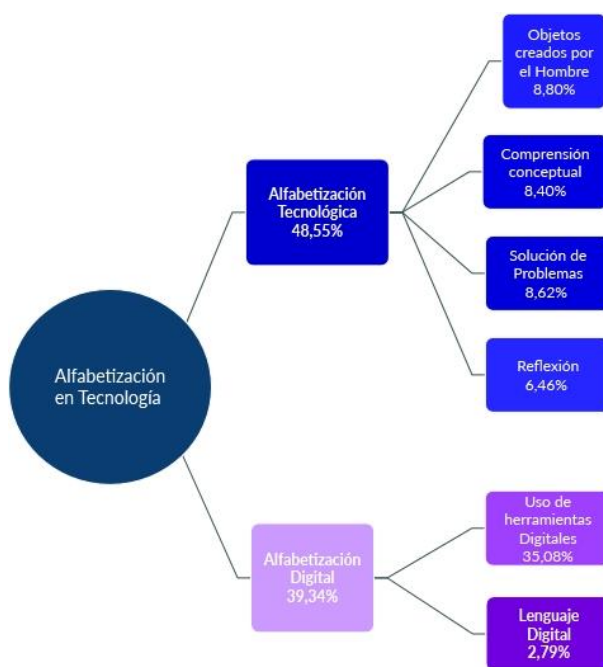 Alfabetización
en Tecnología
Alfabetización
Tecnológica
48,55%
Objetos
creados por
el Hombre
8,80%
Comprensión
conceptual
8,40%
Solución de
Problemas
8,62%
Reflexión
6,46%
Alfabetización
Digital
39,34%
Uso de
herramientas
Digitales
35,08%
Lenguaje
Digital
2,79%